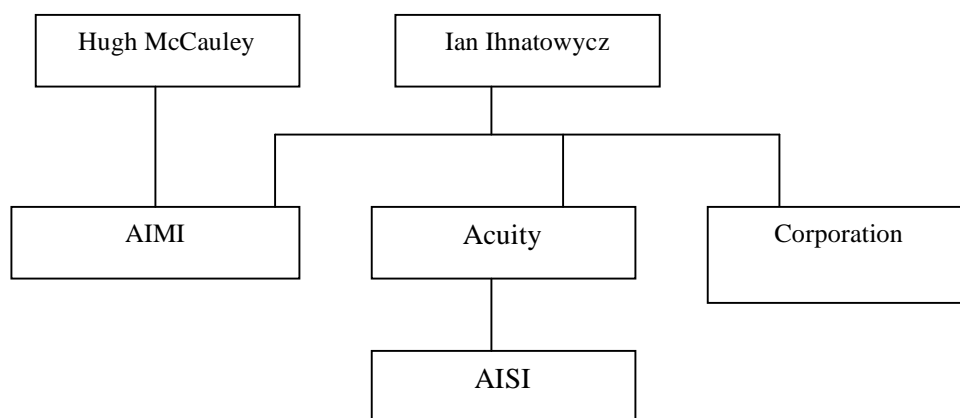 Hugh McCauley
Ian Ihnatowycz
AIMI
Acuity
Corporation
AISI